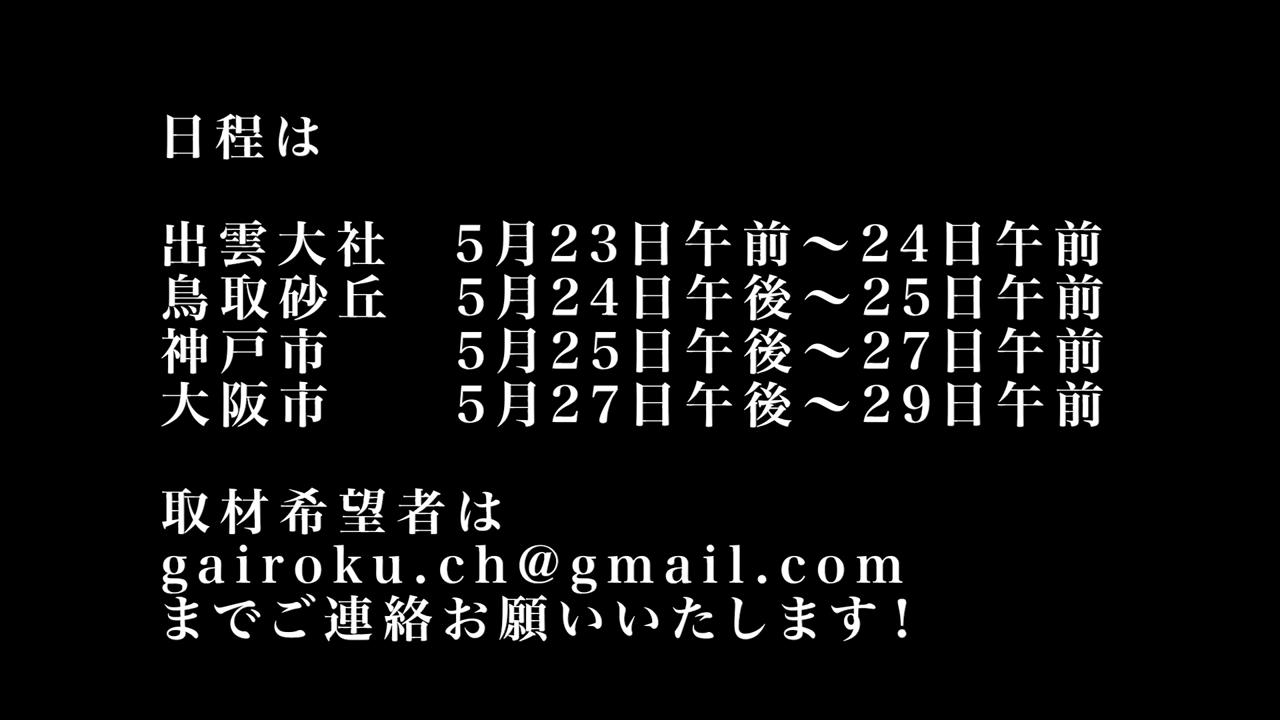 日程は
出雲大社　5月23日午前～24日午前
鳥取砂丘　5月24日午後～25日午前
神戸市　　5月25日午後～27日午前
大阪市　　5月27日午後～29日午前
取材希望者は
gairoku.ch@gmail.com
までご連絡お願いいたします！